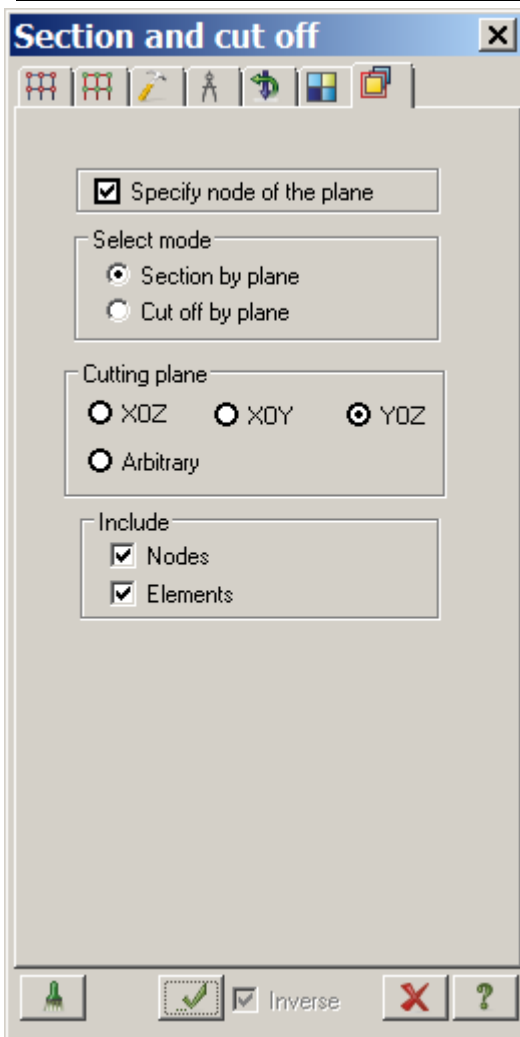 Section and cut off
Specify node of the plane
Select mode
Section by plane
Cut off by plane
Cutting plane
X0Z X0Y Y0Z
Arbitrary
Include
Nodes
Elements
Inverse
?